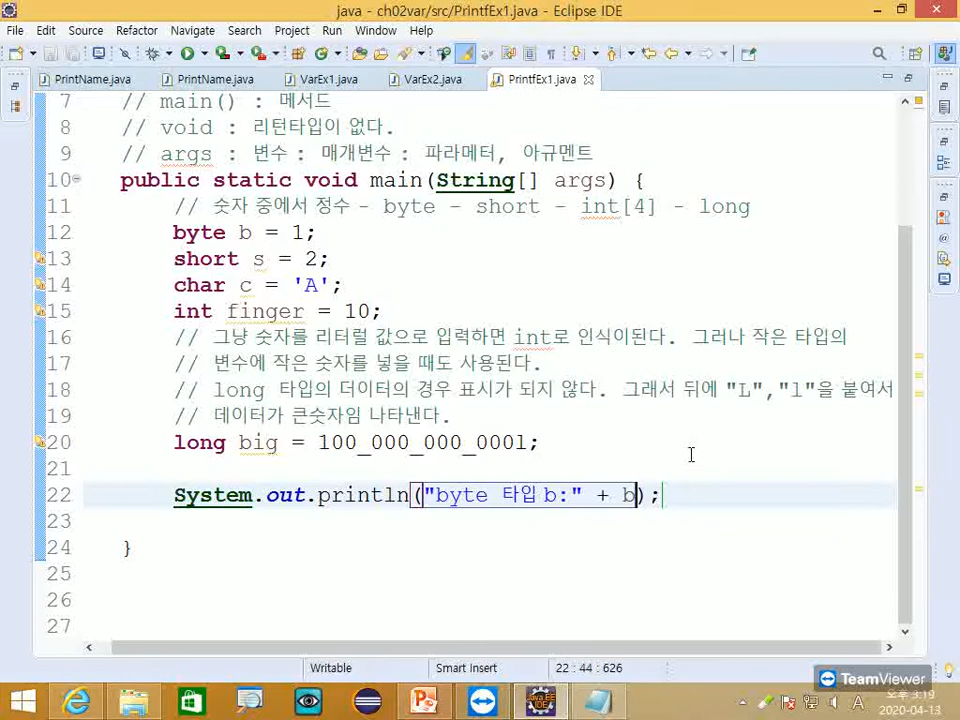 java - ch02var/src/PrintfEx1.java - Eclipse IDE
File Edit Source Refactor Navigate Search Project Run Window Help
PrintName.java PrintName.java VarEx1.java VarEx2.java PrintfEx1.java
7 // main() : 메서드
8 // void : 리턴타입이 없다.
9 // args : 변수 : 매개변수 : 파라메터, 아규멘트
10 public static void main(String[] args) {
11 // 숫자 중에서 정수 - byte - short - int[4] - long
12 byte b = 1;
13 short s = 2;
14 char c = 'A';
15 int finger = 10;
16 // 그냥 숫자를 리터럴 값으로 입력하면 int로 인식이된다. 그러나 작은 타입의
17 // 변수에 작은 숫자를 넣을 때도 사용된다.
18 // long 타입의 더이터의 경우 표시가 되지 않다. 그래서 뒤에 "L","l"을 붙여서
19 // 데이터가 큰숫자임 나타낸다.
20 long big = 100_000_000_000l;
21
22 System.out.println("byte 타입 b:" + b);
23
24 }
25
26
27
Writable Smart Insert 22 : 44 : 626
TeamViewer
A 오후 3:19
2020-04-13